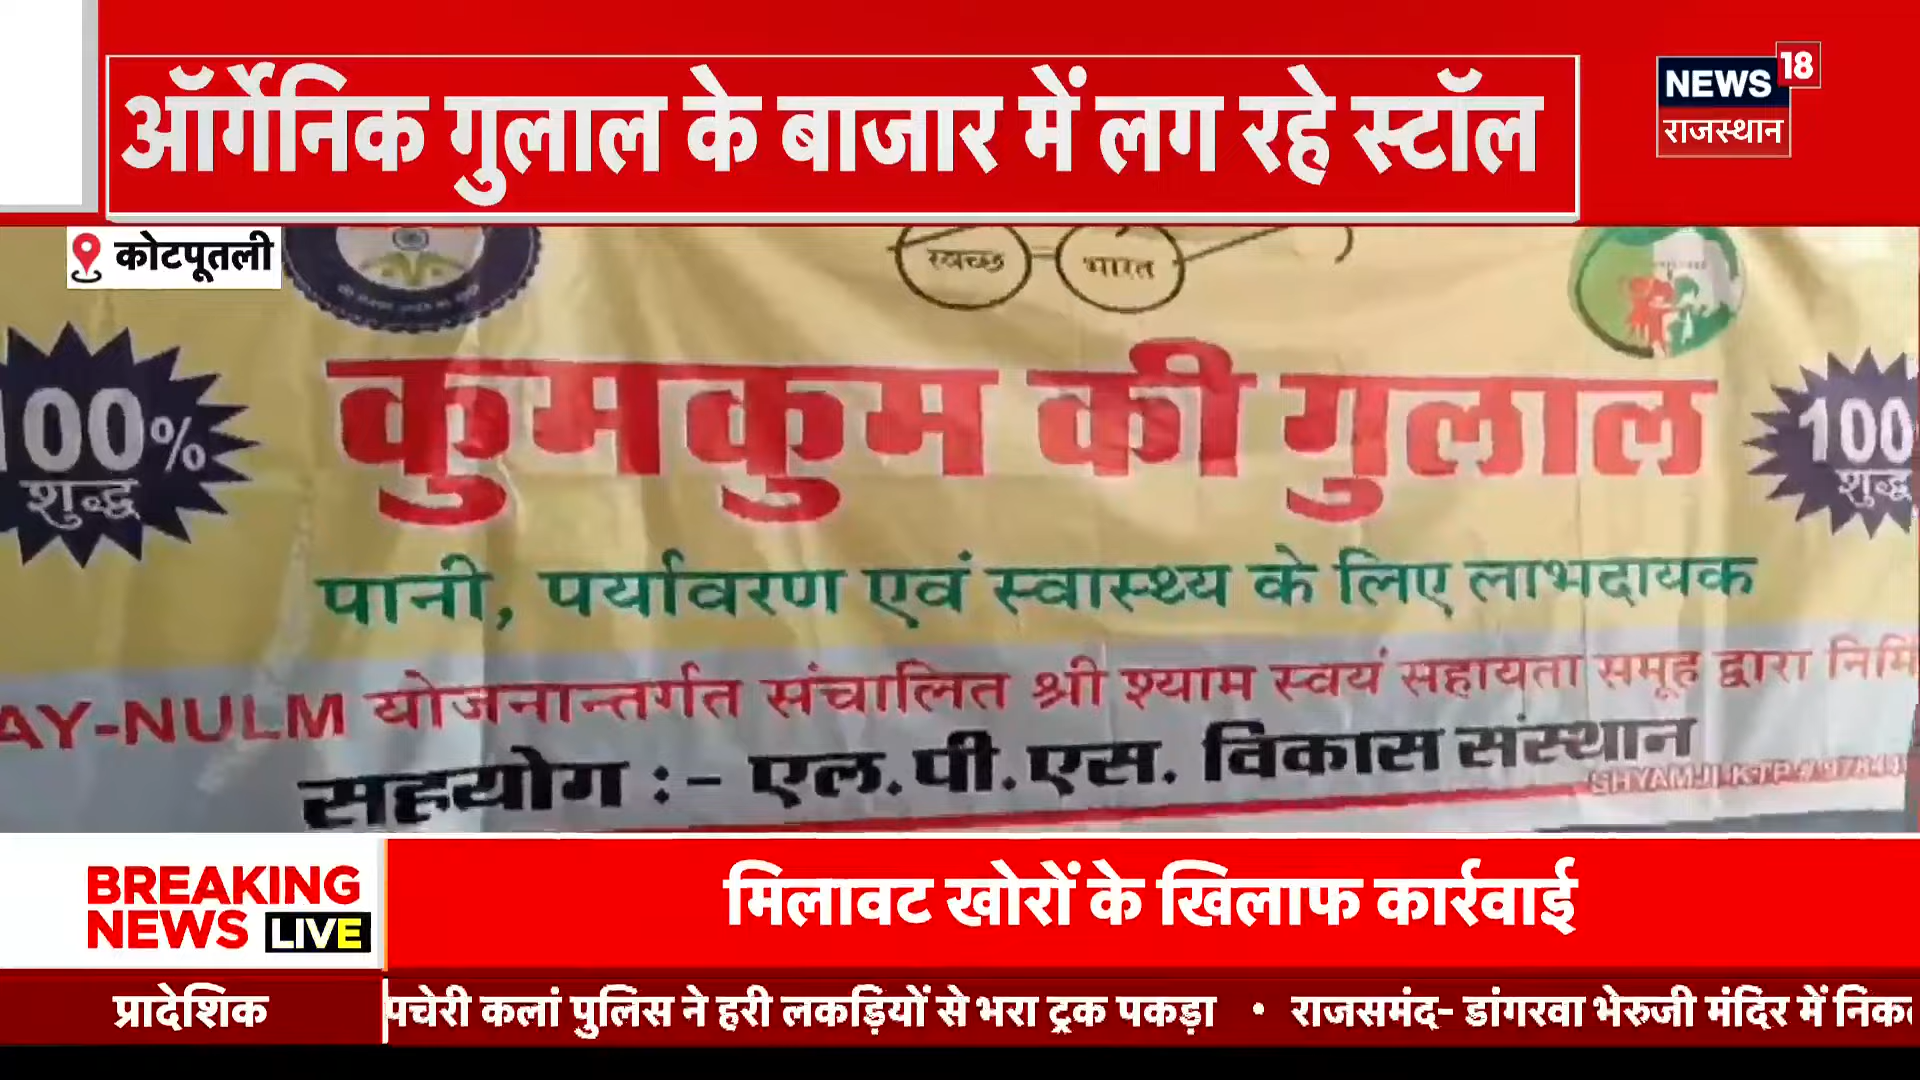 ऑर्गेनिक गुलाल के बाजार में लग रहे स्टॉल
NEWS 18
राजस्थान
कोटपूतली
स्वच्छ भारत
100% शुद्ध
कुमकुम की गुलाल
100
शुद्ध
पानी, पर्यावरण एवं स्वास्थ्य के लिए लाभदायक
AY-NULM योजनान्तर्गत संचालित श्री श्याम स्वयं सहायता समूह द्वारा निर्मि
सहयोग :- एल.पी.एस. विकास संस्थान
SHYAMJI KTP
BREAKING NEWS LIVE
मिलावट खोरों के खिलाफ कार्रवाई
प्रादेशिक
पचेरी कलां पुलिस ने हरी लकड़ियों से भरा ट्रक पकड़ा • राजसमंद- डांगरवा भेरुजी मंदिर में निक